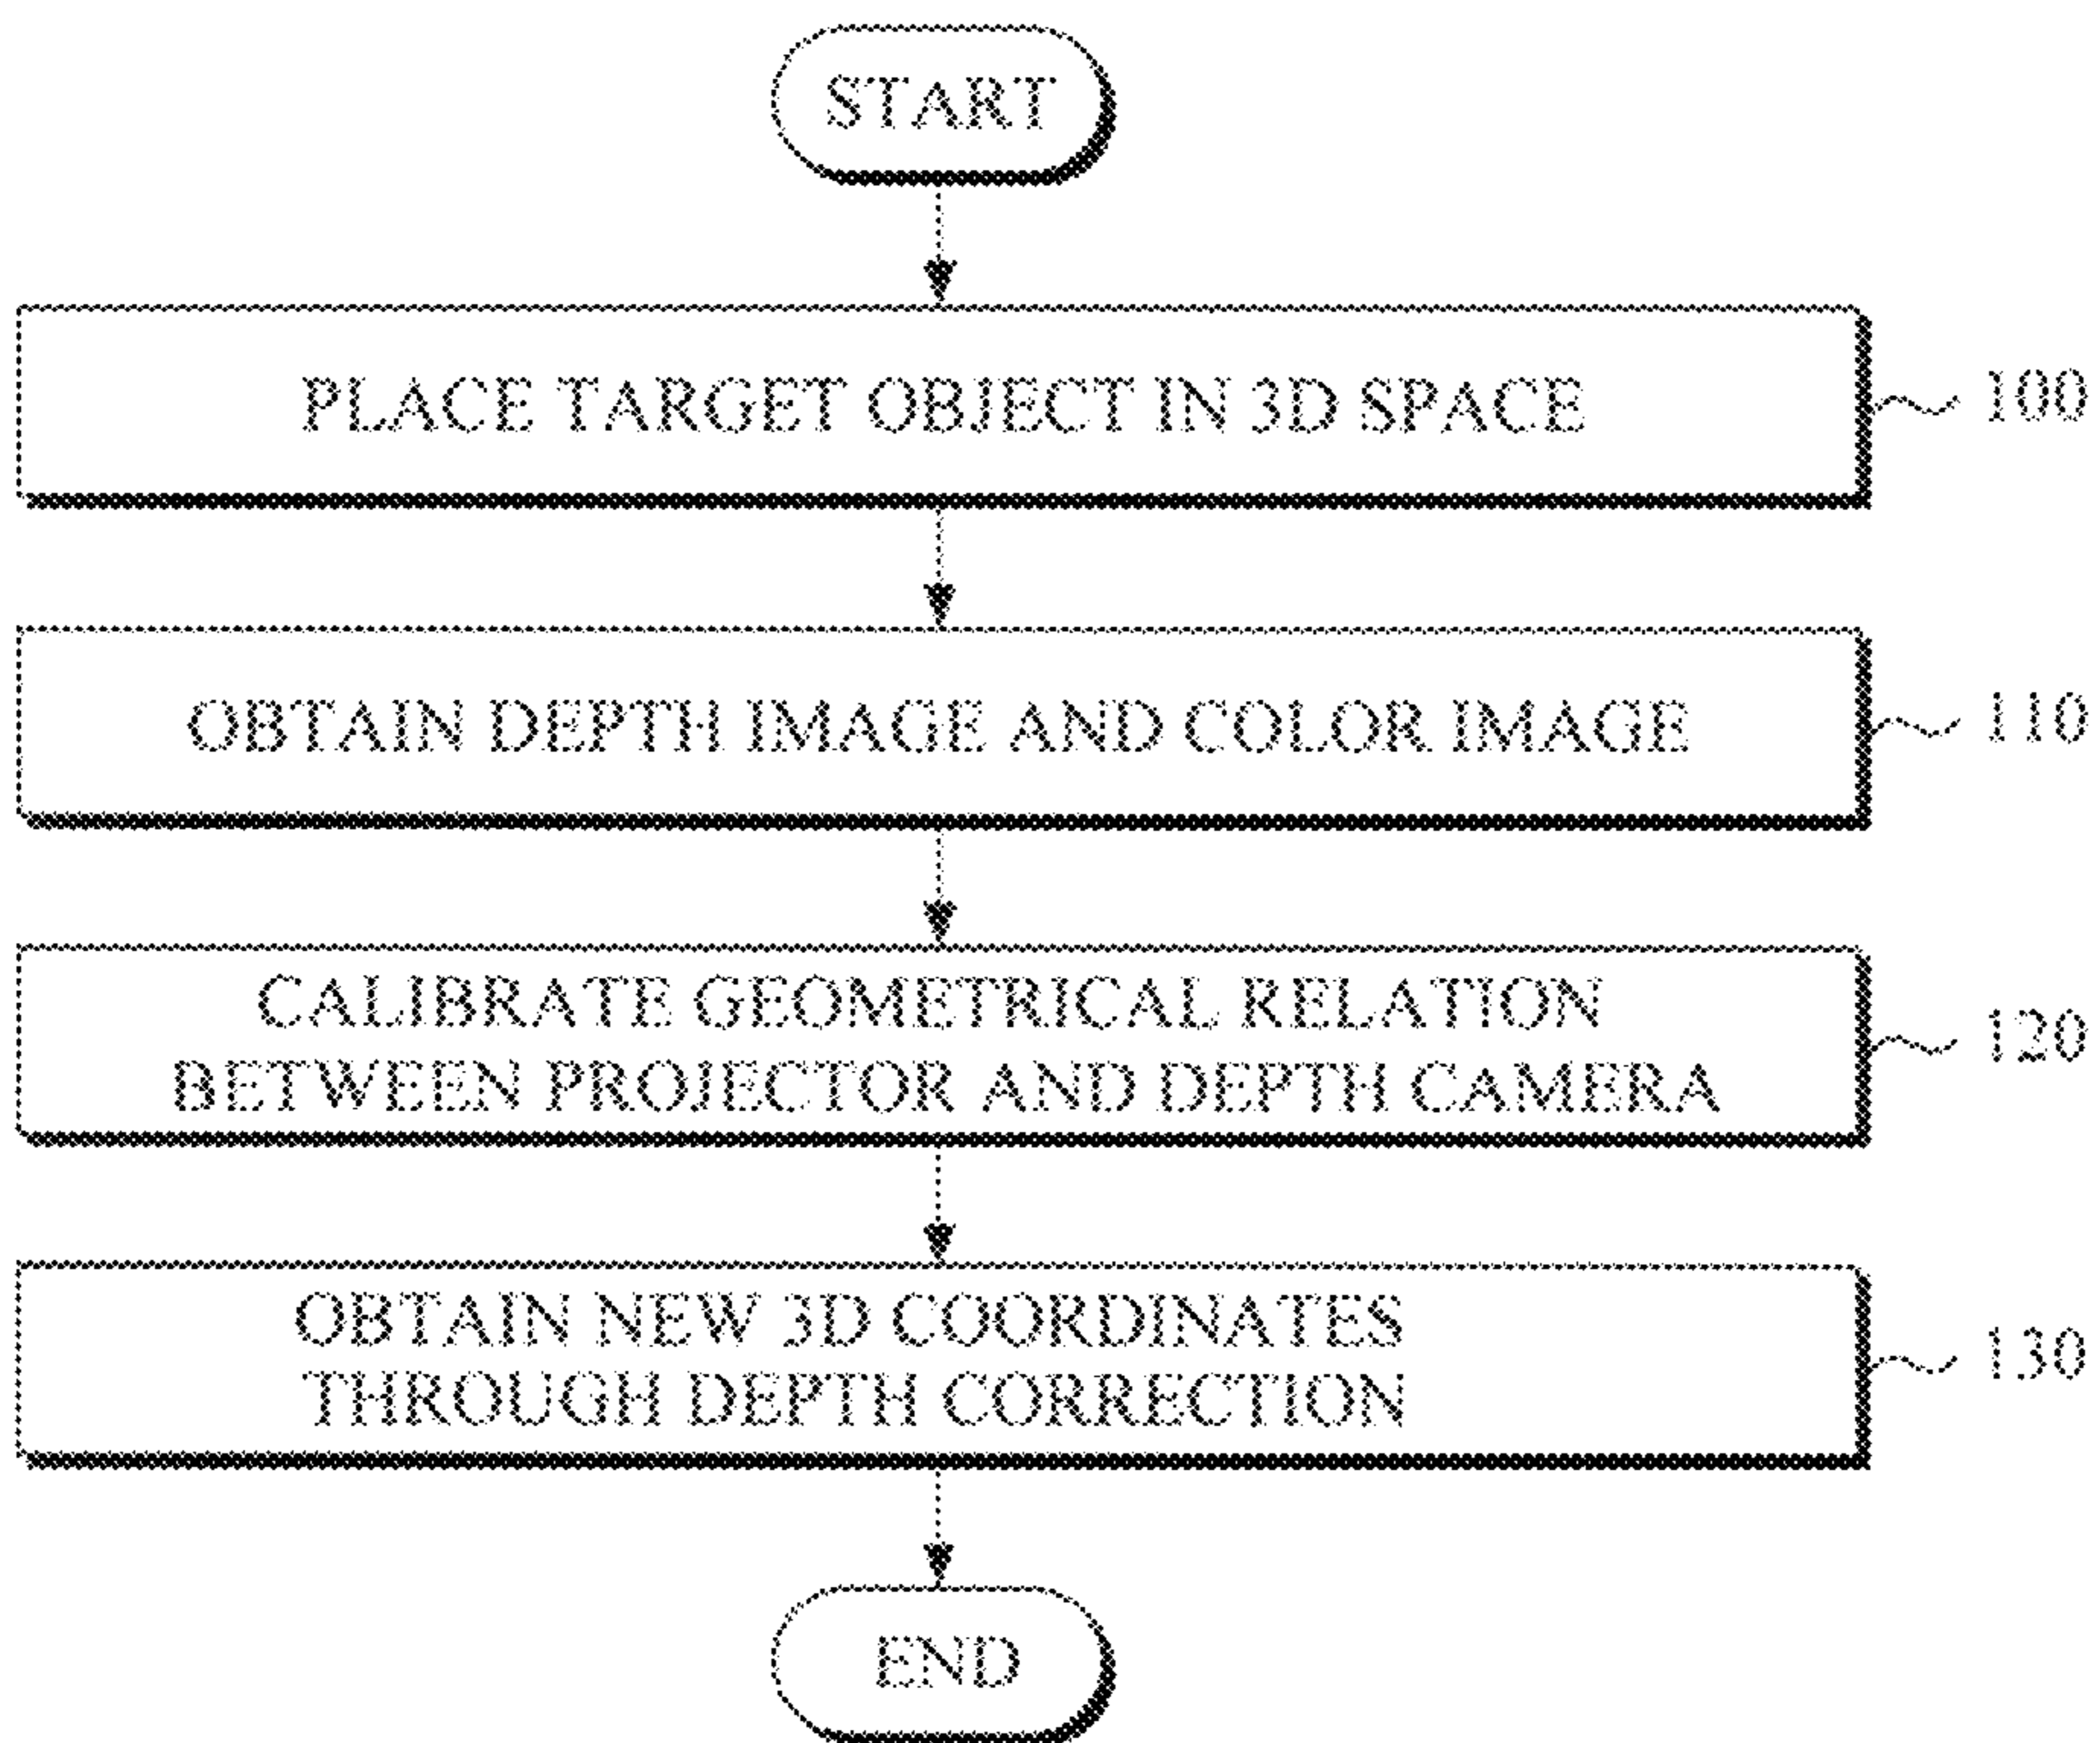 START
PLACE TARGET OBJECT IN 3D SPACE
100
OBTAIN DEPTH IMAGE AND COLOR IMAGE
110
CALIBRATE GEOMETRICAL RELATION
BETWEEN PROJECTOR AND DEPTH CAMERA
120
OBTAIN NEW 3D COORDINATES
THROUGH DEPTH CORRECTION
130
END